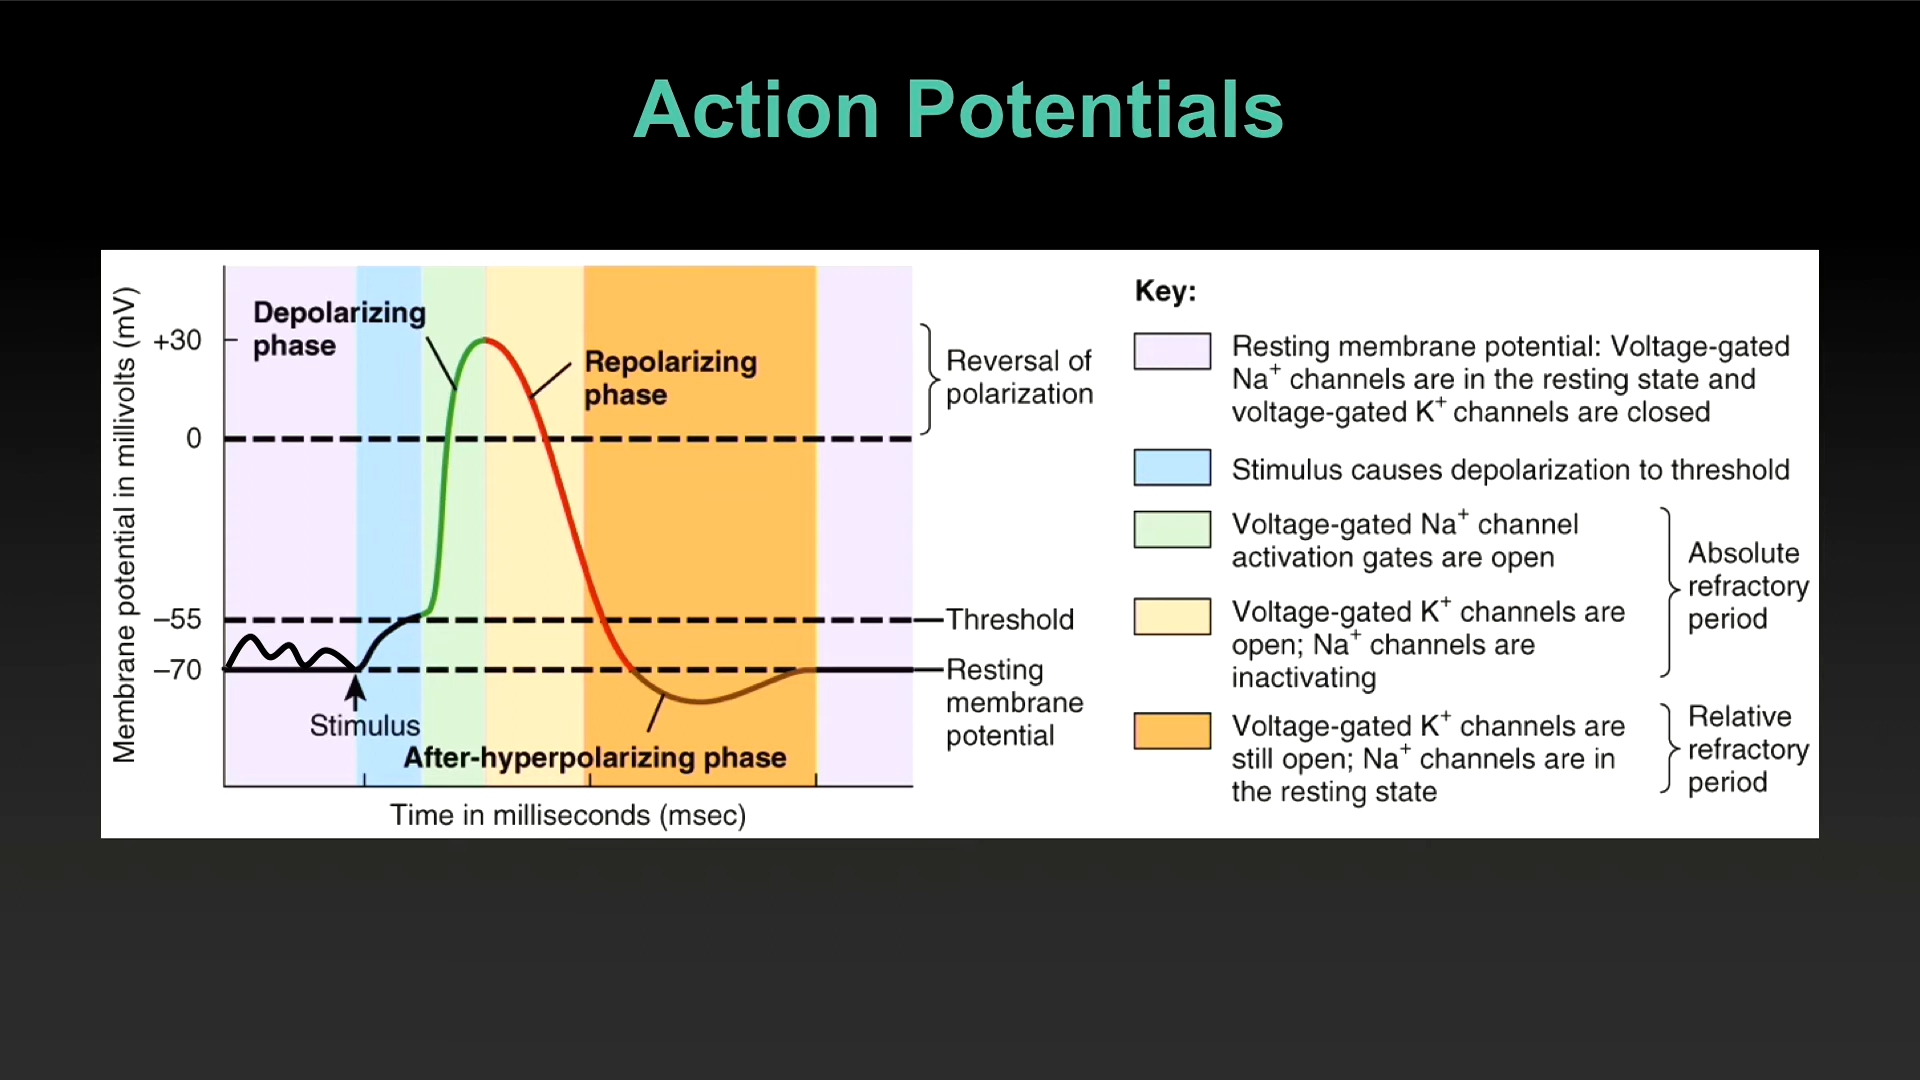 Action Potentials
Membrane potential in millivolts (mV)
+30
0
–55
–70
Depolarizing
phase
Repolarizing
phase
Stimulus
After-hyperpolarizing phase
Time in milliseconds (msec)
Reversal of
polarization
Threshold
Resting
membrane
potential
Key:
Resting membrane potential: Voltage-gated
Na⁺ channels are in the resting state and
voltage-gated K⁺ channels are closed
Stimulus causes depolarization to threshold
Voltage-gated Na⁺ channel
activation gates are open
Voltage-gated K⁺ channels are
open; Na⁺ channels are
inactivating
Absolute
refractory
period
Voltage-gated K⁺ channels are
still open; Na⁺ channels are in
the resting state
Relative
refractory
period